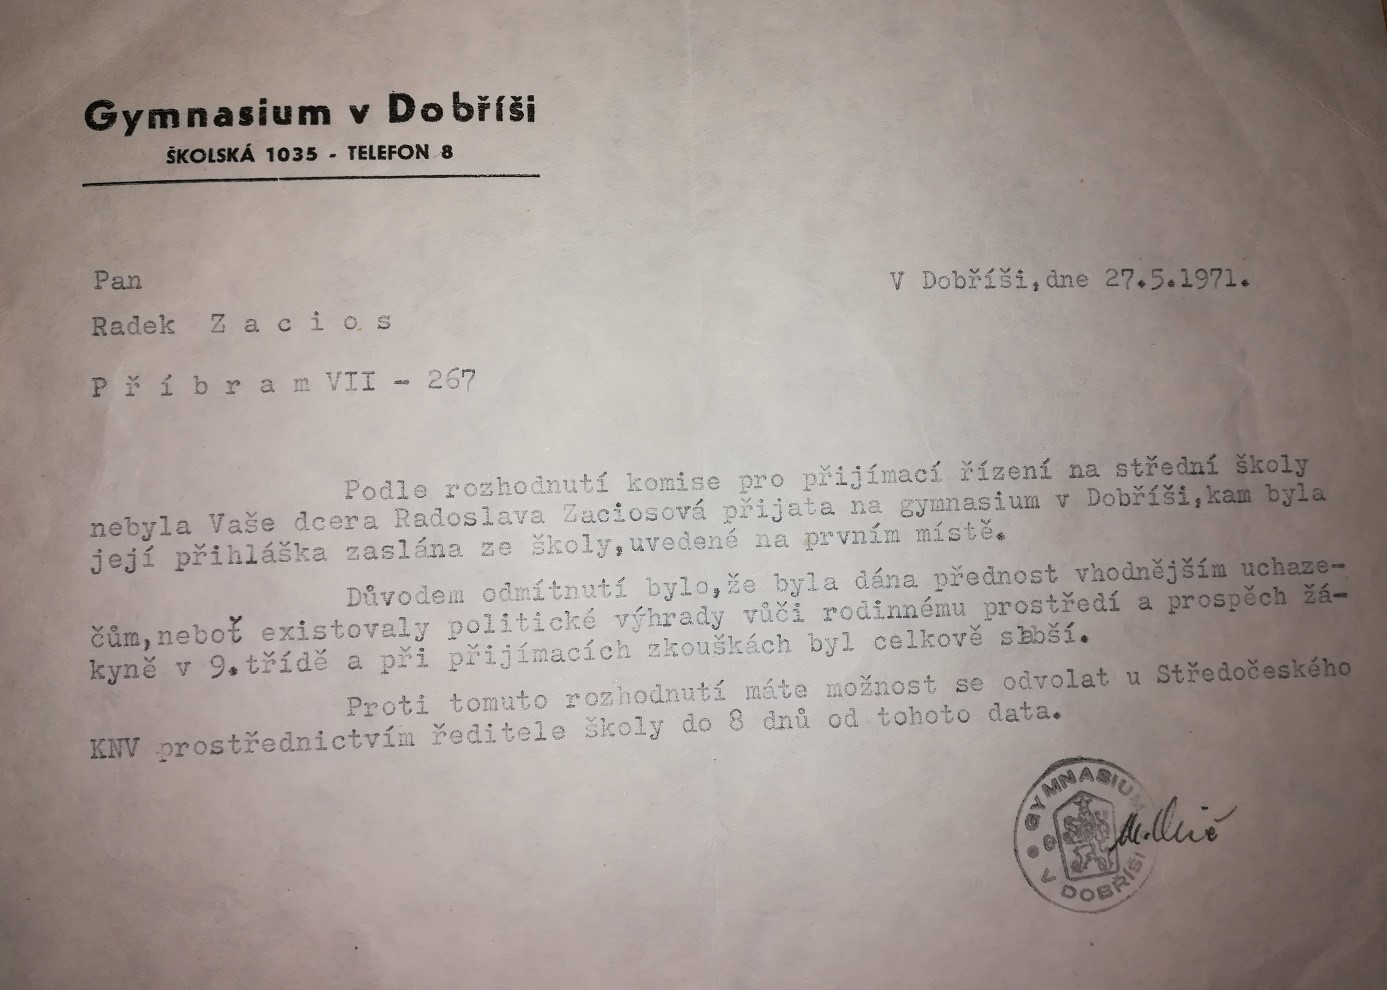 Gymnasium v Dobříši
ŠKOLSKÁ 1035 - TELEFON 8
Pan
V Dobříši,dne 27.5.1971.
Radek Z a c i o s
P ř í b r a m VII - 267
Podle rozhodnutí komise pro přijímací řízení na střední školy
nebyla Vaše dcera Radoslava Zaciosová přijata na gymnasium v Dobříši,kam byla
její přihláška zaslána ze školy,uvedené na prvním místě.
Důvodem odmítnutí bylo,že byla dána přednost vhodnějším uchaze-
čům,neboť existovaly politické výhrady vůči rodinnému prostředí a prospěch žá-
kyně v 9.třídě a při přijímacích zkouškách byl celkově slabší.
Proti tomuto rozhodnutí máte možnost se odvolat u Středočeského
KNV prostřednictvím ředitele školy do 8 dnů od tohoto data.
GYMNASIUM
V DOBŘÍŠI